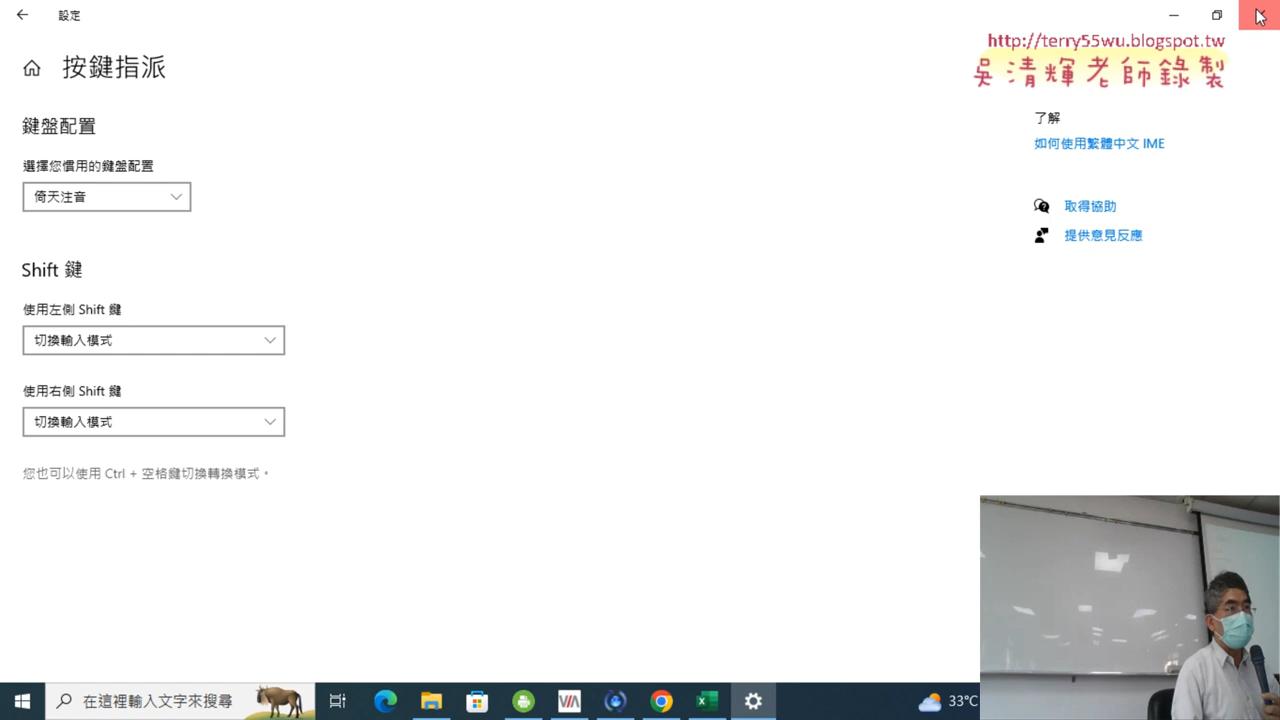 設定
http://terry55wu.blogspot.tw
吳清輝老師錄製
按鍵指派
鍵盤配置
選擇您慣用的鍵盤配置
倚天注音
Shift 鍵
使用左側 Shift 鍵
切換輸入模式
使用右側 Shift 鍵
切換輸入模式
您也可以使用 Ctrl + 空格鍵切換轉換模式。
了解
如何使用繁體中文 IME
取得協助
提供意見反應
在這裡輸入文字來搜尋
VIA
33°C